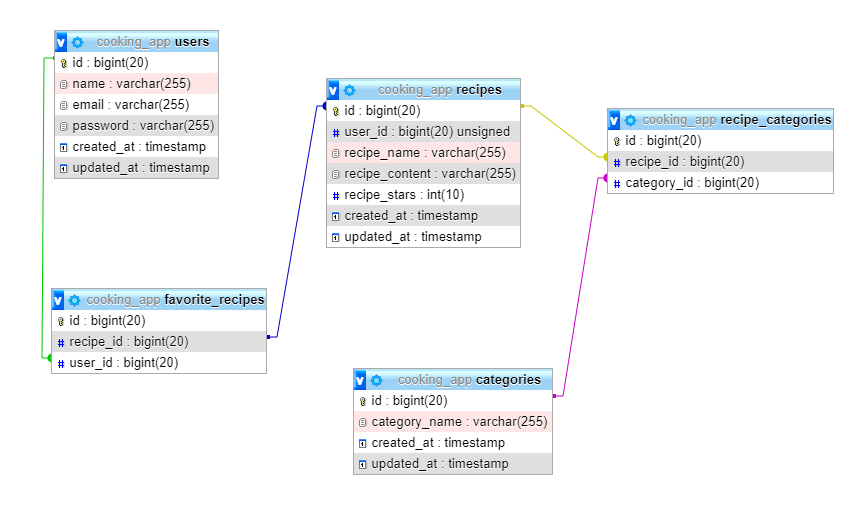 cooking_app users
id : bigint(20)
name : varchar(255)
email : varchar(255)
password : varchar(255)
created_at : timestamp
updated_at : timestamp
cooking_app recipes
id : bigint(20)
user_id : bigint(20) unsigned
recipe_name : varchar(255)
recipe_content : varchar(255)
recipe_stars : int(10)
created_at : timestamp
updated_at : timestamp
cooking_app recipe_categories
id : bigint(20)
recipe_id : bigint(20)
category_id : bigint(20)
cooking_app favorite_recipes
id : bigint(20)
recipe_id : bigint(20)
user_id : bigint(20)
cooking_app categories
id : bigint(20)
category_name : varchar(255)
created_at : timestamp
updated_at : timestamp